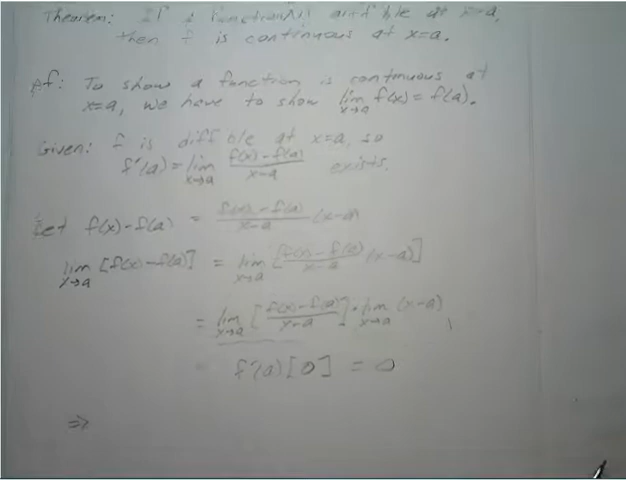 Theorem: If a function is diff'ble at x=a,
then f is continuous at x=a.
Pf: To show a function is contnuous at
x=a, we have to show lim x→a f(x) = f(a).
Given: f is diff'ble at x=a, so
f'(a) = lim x→a (f(x)-f(a))/(x-a) exists.
Let f(x)-f(a) = (f(x)-f(a))/(x-a) (x-a)
lim x→a [f(x)-f(a)] = lim x→a [(f(x)-f(a))/(x-a) (x-a)]
= lim x→a [(f(x)-f(a))/(x-a)] · lim x→a (x-a)
= f'(a)[0] = 0
⇒